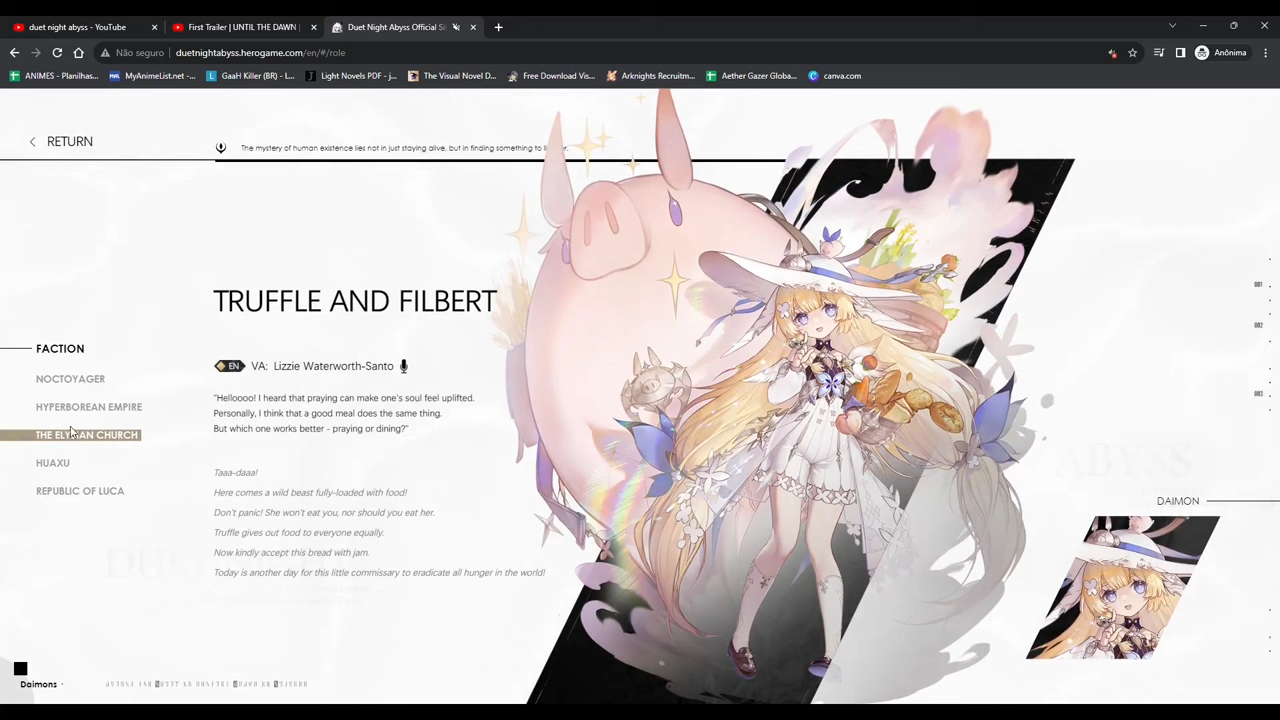 duet night abyss - YouTube
First Trailer | UNTIL THE DAWN |
Duet Night Abyss Official Si
Não seguro
duetnightabyss.herogame.com/en/#/role
Anônima
ANIMES - Planilhas...
MyAnimeList.net -...
GaaH Killer (BR) - L...
Light Novels PDF - j...
The Visual Novel D...
Free Download Vis...
Arknights Recruitm...
Aether Gazer Globa...
canva.com
RETURN
The mystery of human existence lies not in just staying alive, but in finding something to
TRUFFLE AND FILBERT
EN VA: Lizzie Waterworth-Santo
"Helloooo! I heard that praying can make one's soul feel uplifted.
Personally, I think that a good meal does the same thing.
But which one works better - praying or dining?"
Taaa-daaa!
Here comes a wild beast fully-loaded with food!
Don't panic! She won't eat you, nor should you eat her.
Truffle gives out food to everyone equally.
Now kindly accept this bread with jam.
Today is another day for this little commissary to eradicate all hunger in the world!
FACTION
NOCTOYAGER
HYPERBOREAN EMPIRE
THE ELYSIAN CHURCH
HUAXU
REPUBLIC OF LUCA
001
002
003
ABYSS
DAIMON
Daimons